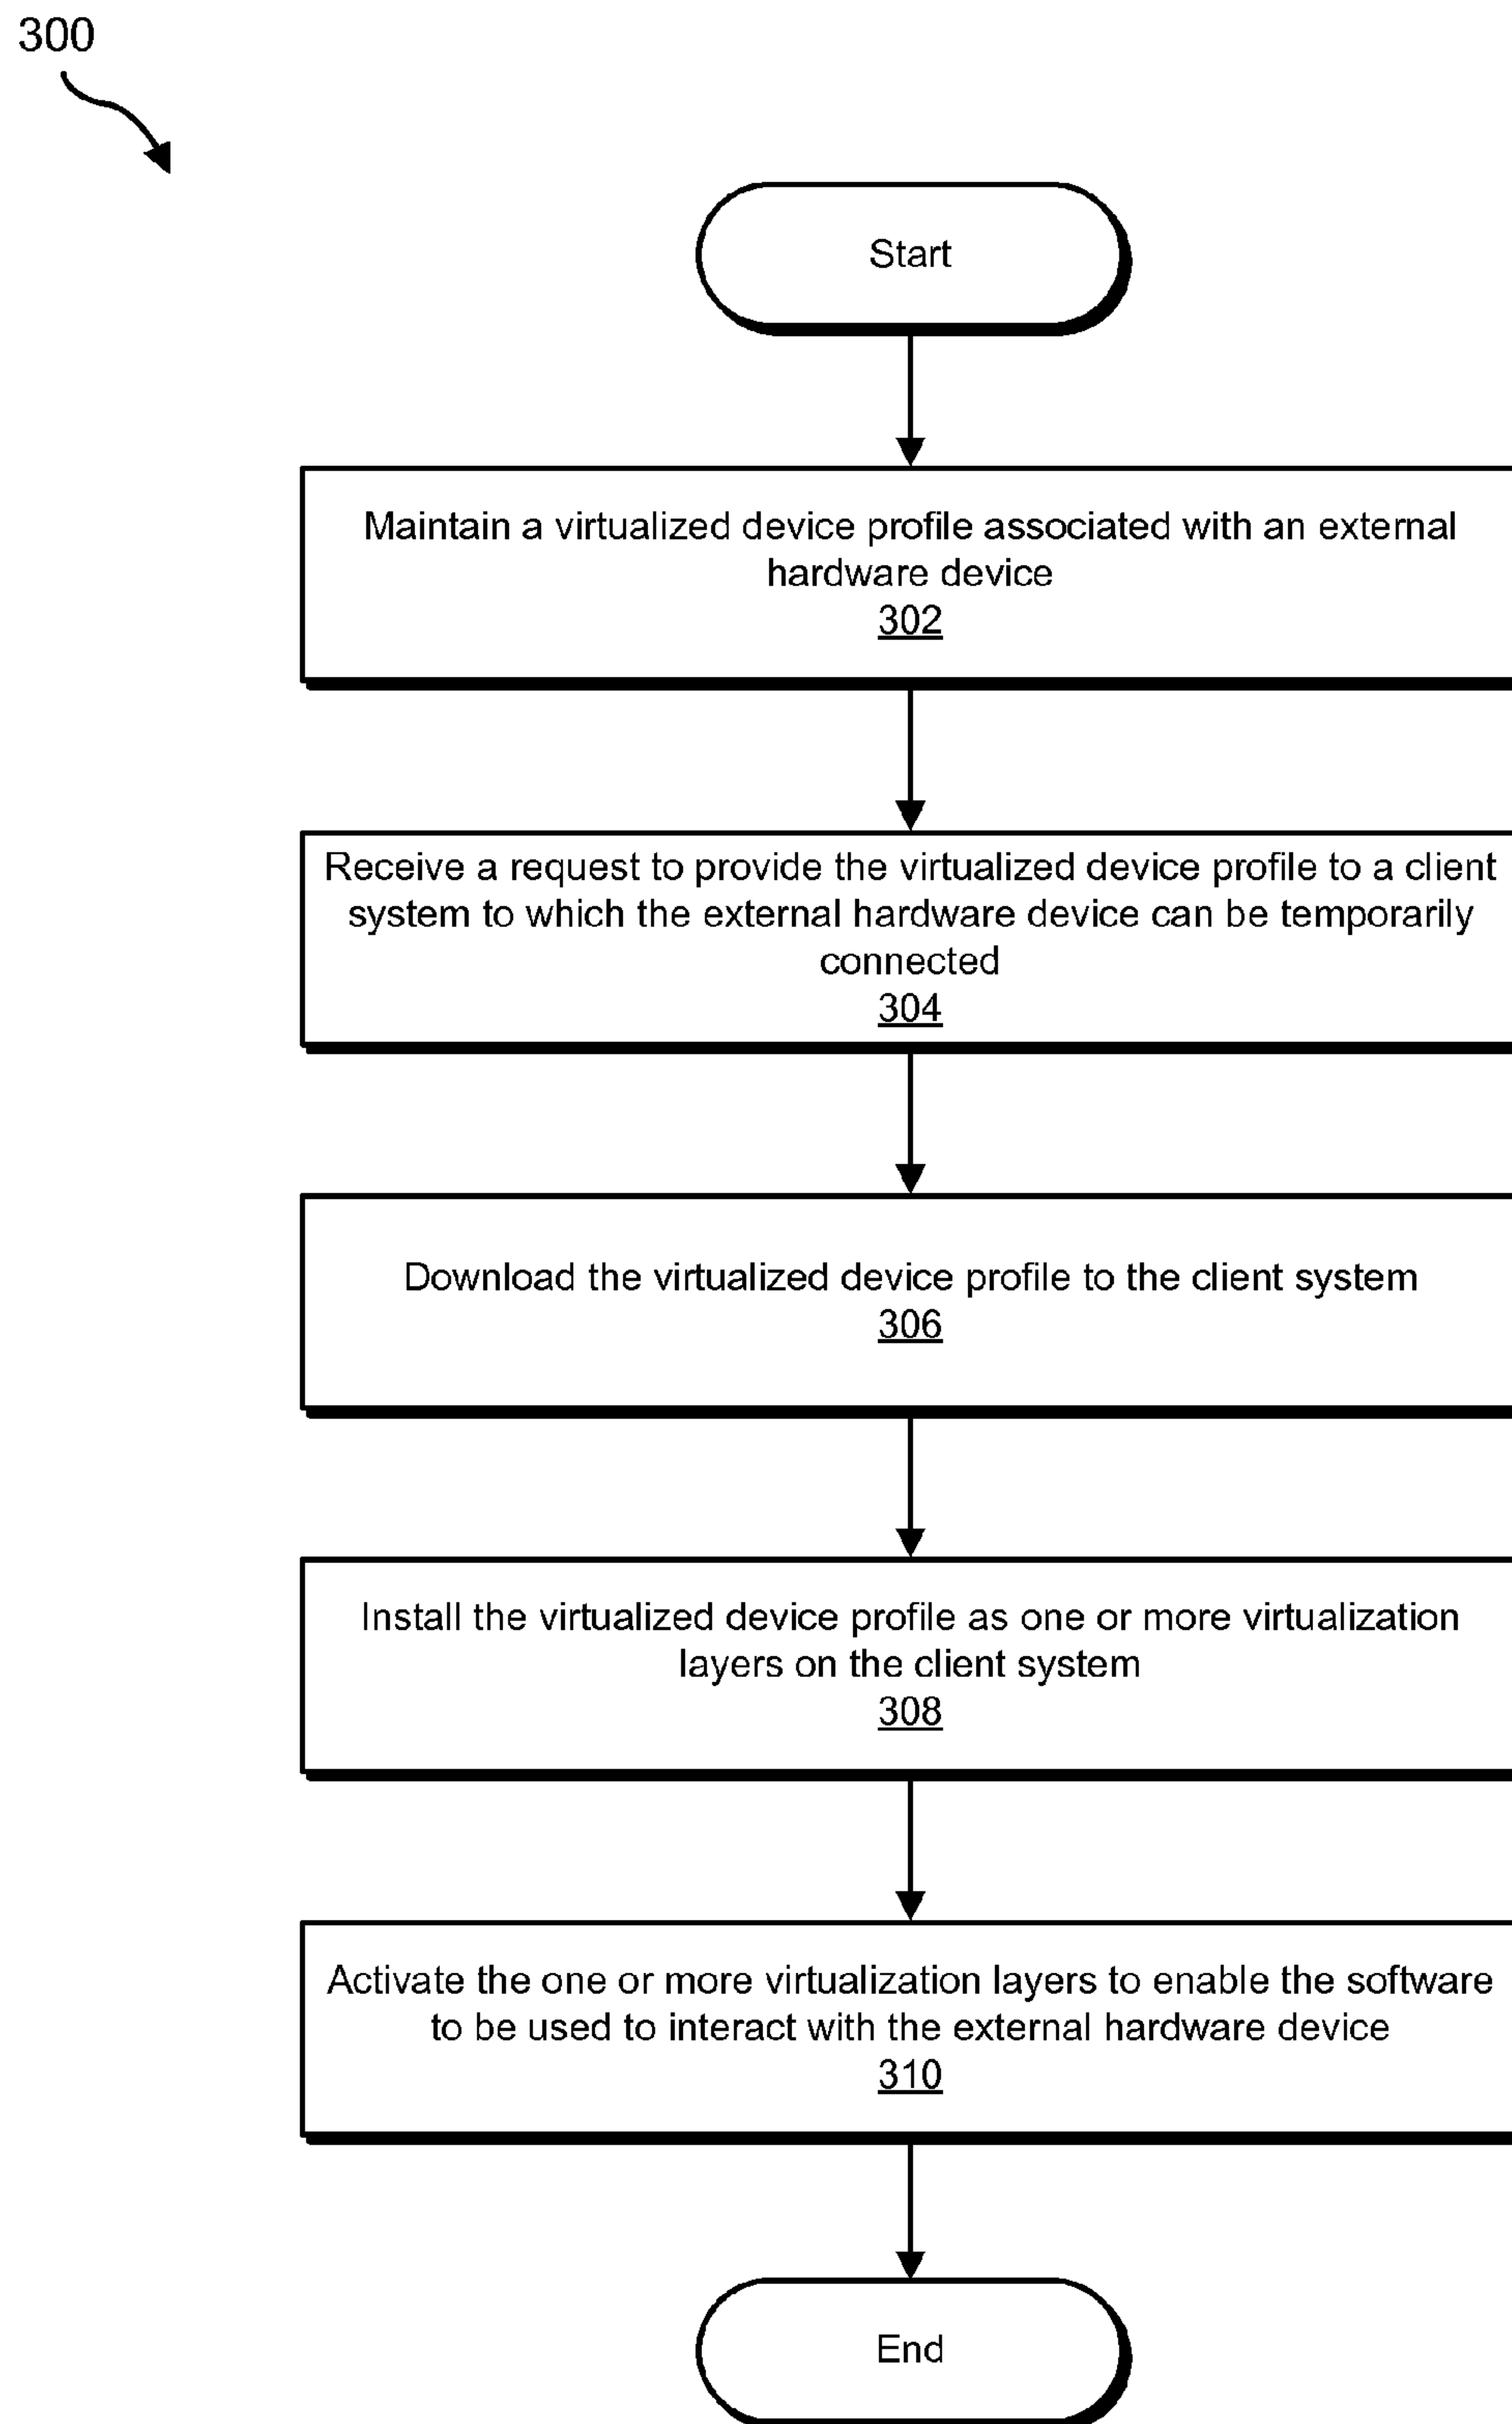 300
Start
Maintain a virtualized device profile associated with an external
hardware device
302
Receive a request to provide the virtualized device profile to a client
system to which the external hardware device can be temporarily
connected
304
Download the virtualized device profile to the client system
306
Install the virtualized device profile as one or more virtualization
layers on the client system
308
Activate the one or more virtualization layers to enable the software
to be used to interact with the external hardware device
310
End